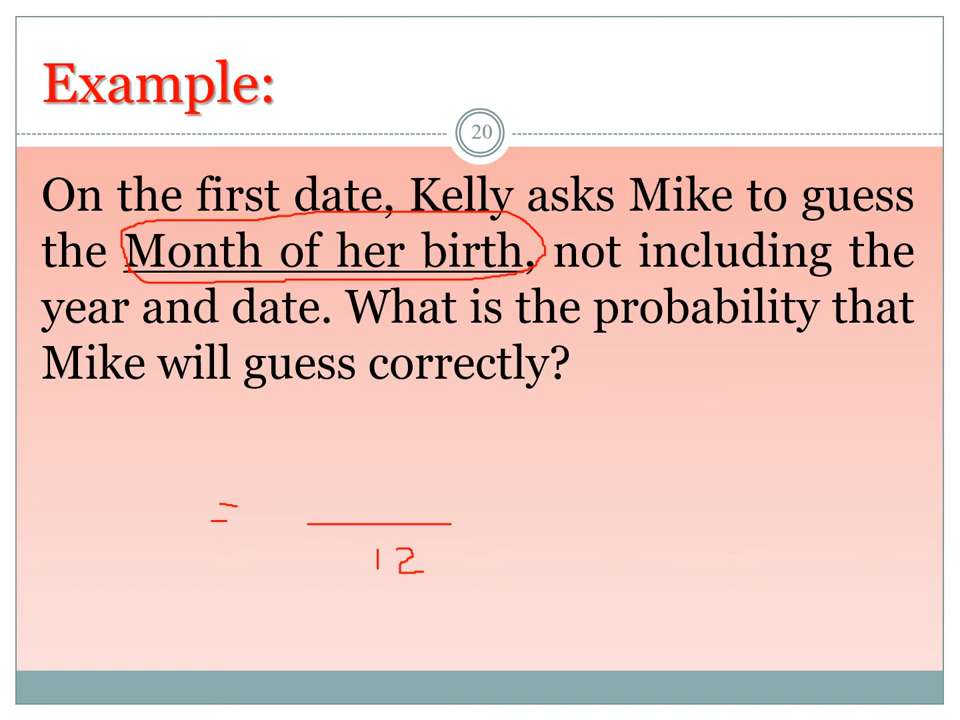 Example:
20
On the first date, Kelly asks Mike to guess
the Month of her birth, not including the
year and date. What is the probability that
Mike will guess correctly?
=
12